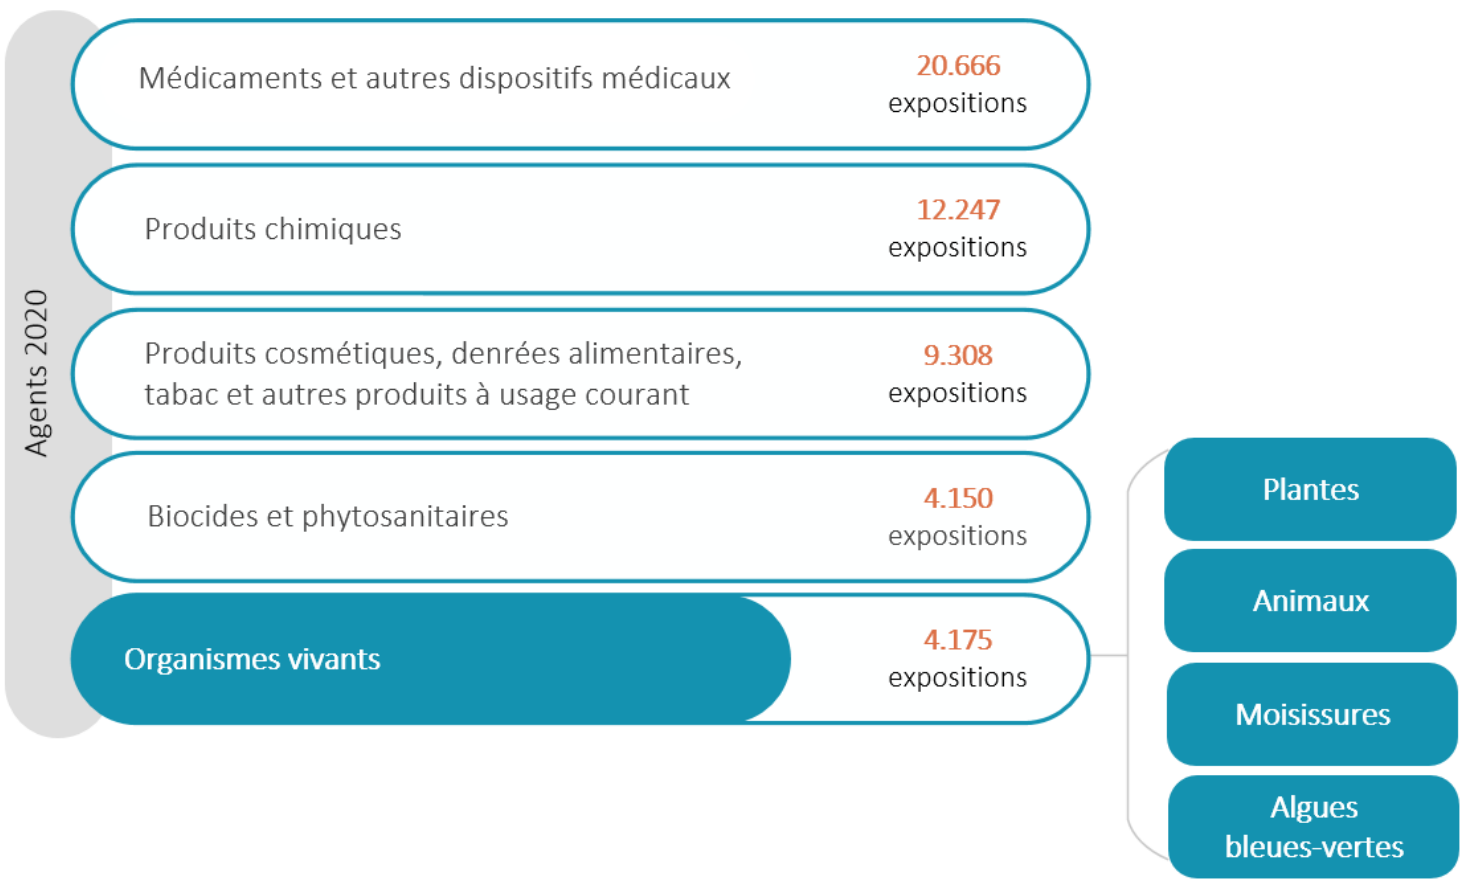 Agents 2020
Médicaments et autres dispositifs médicaux
20.666
expositions
Produits chimiques
12.247
expositions
Produits cosmétiques, denrées alimentaires,
tabac et autres produits à usage courant
9.308
expositions
Biocides et phytosanitaires
4.150
expositions
Organismes vivants
4.175
expositions
Plantes
Animaux
Moisissures
Algues
bleues-vertes